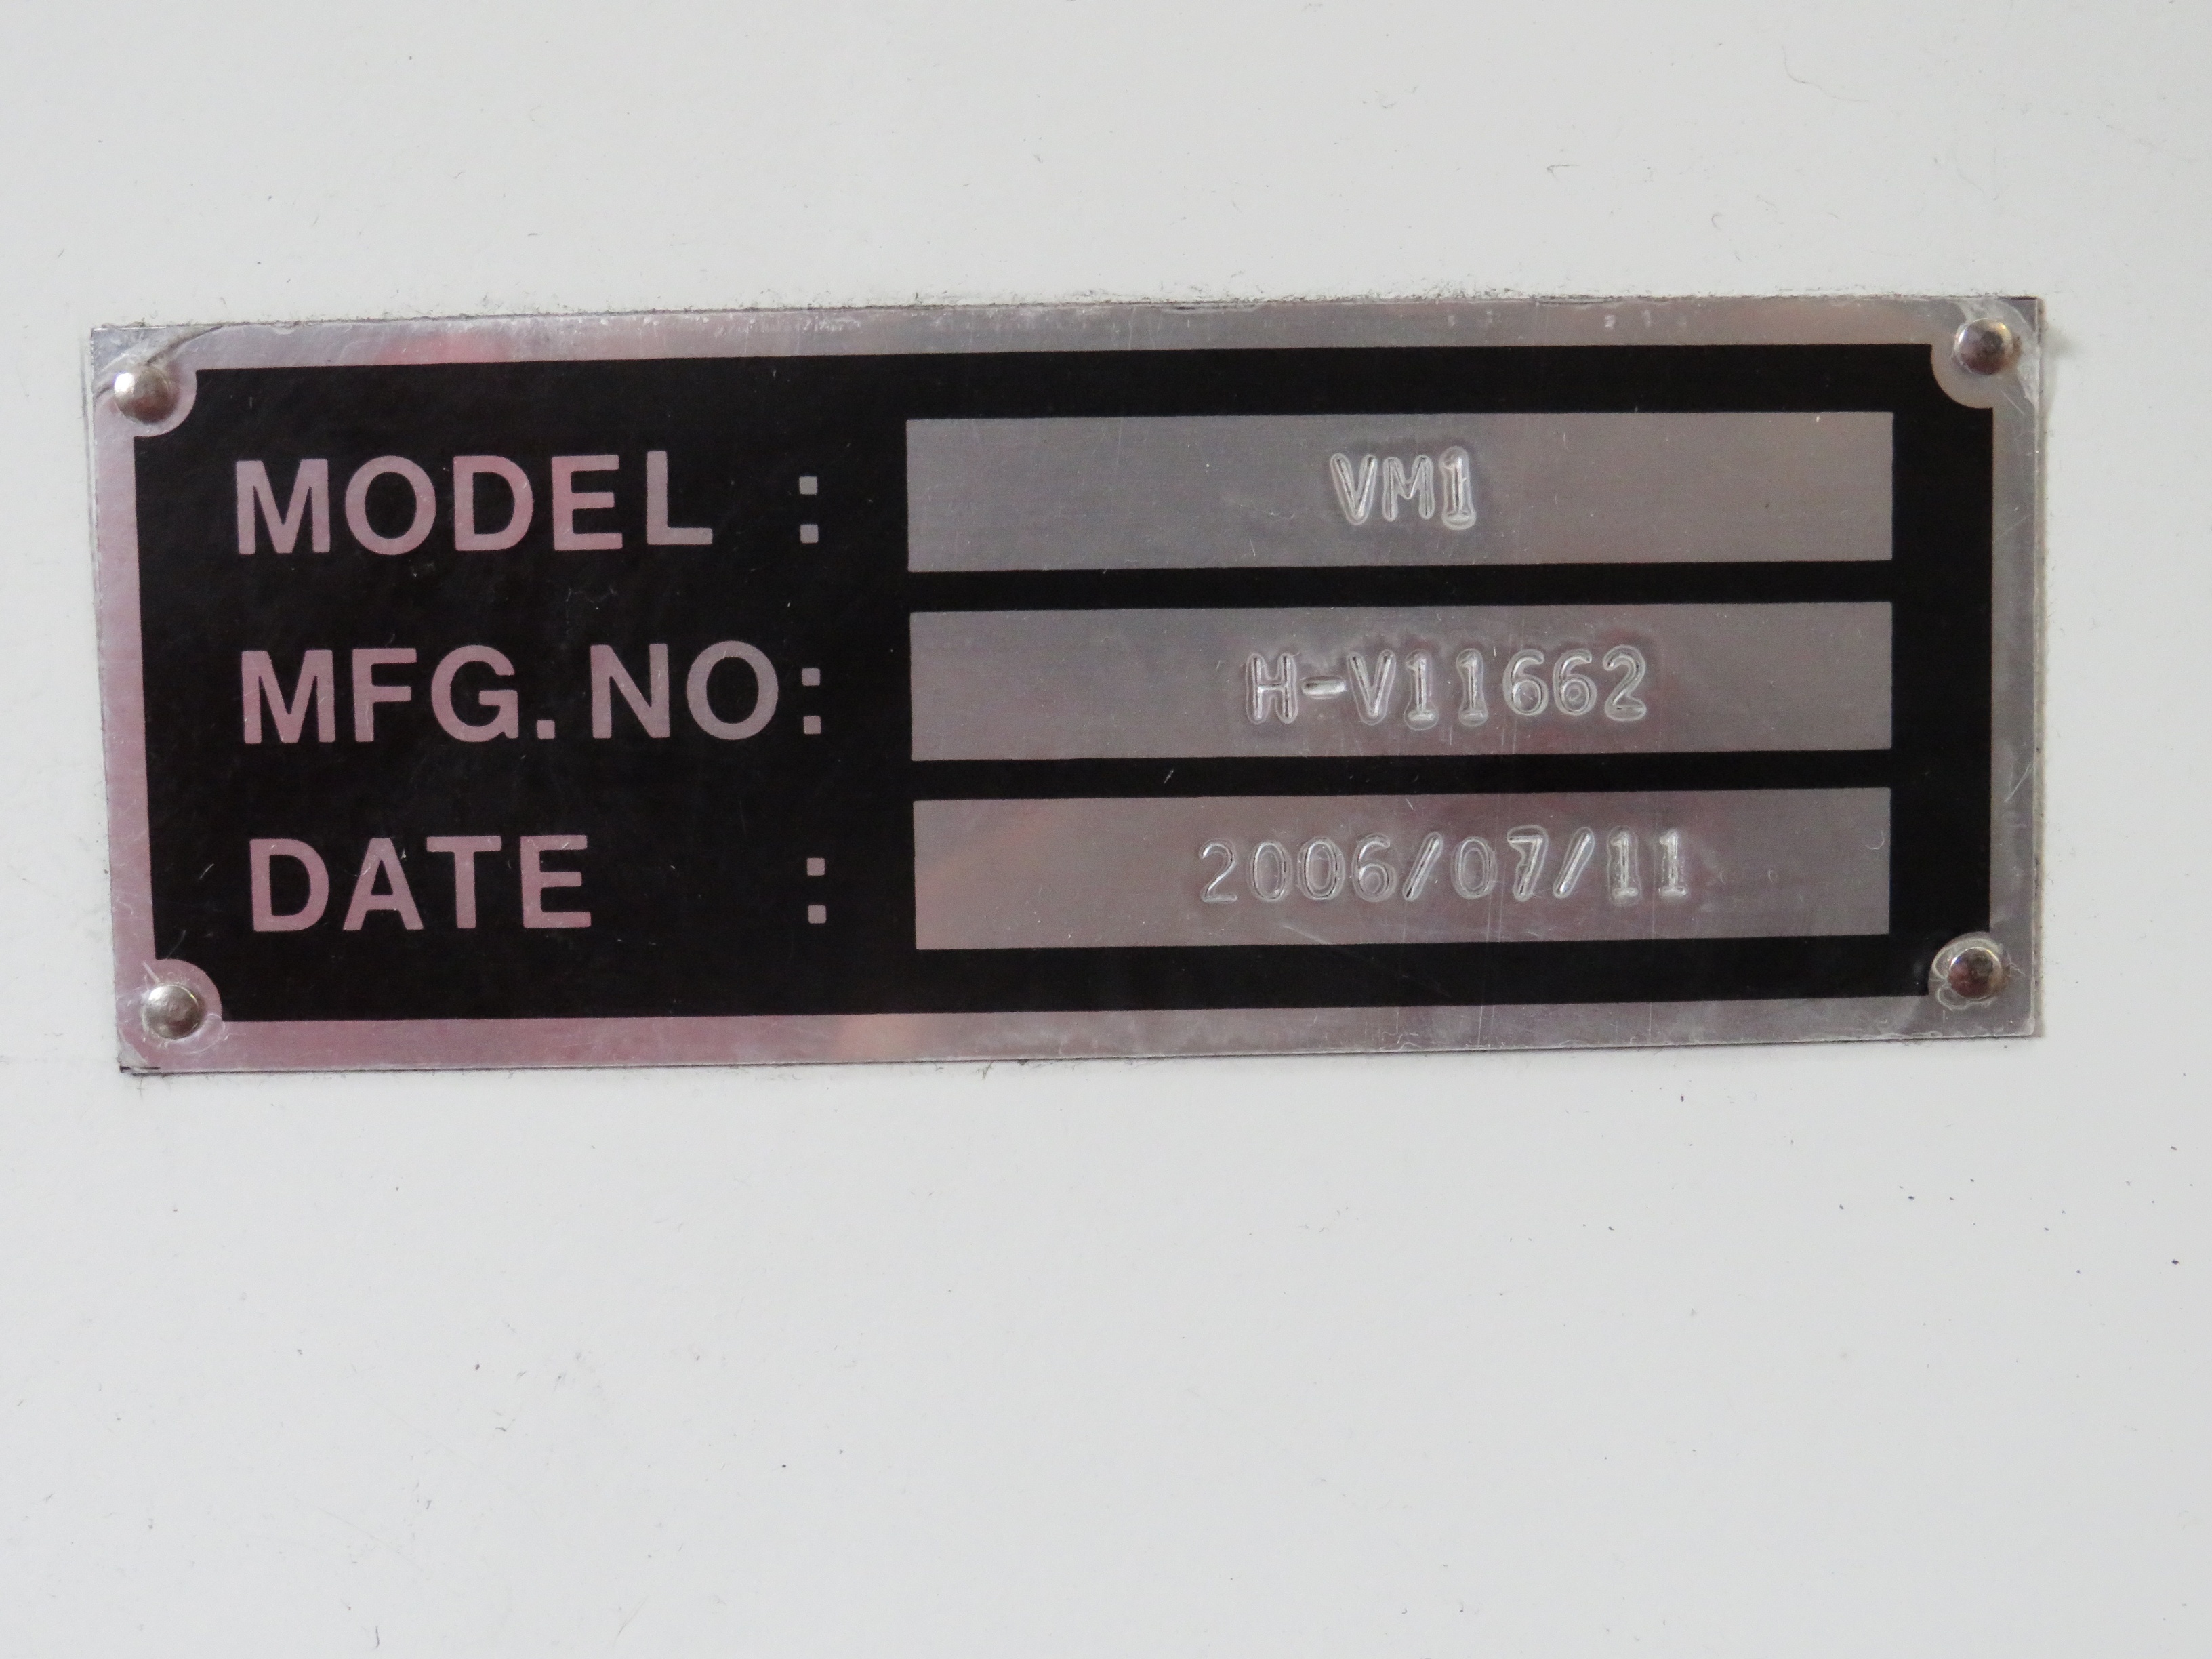 MODEL : VM1
MFG. NO: H-V11662
DATE : 2006/07/11